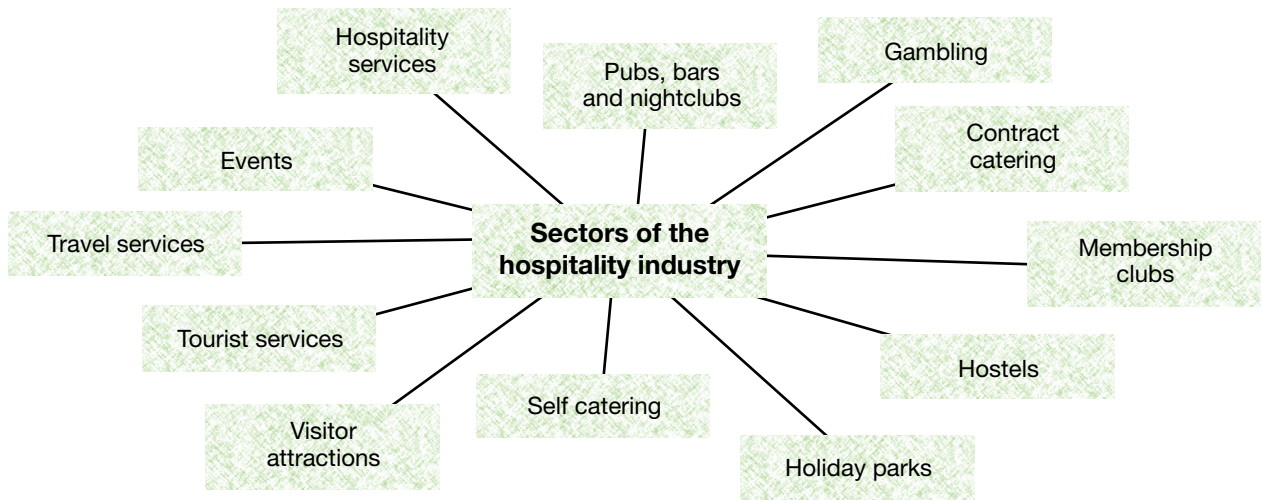 Hospitality
services
Pubs, bars
and nightclubs
Gambling
Events
Contract
catering
Travel services
Sectors of the
hospitality industry
Membership
clubs
Tourist services
Hostels
Visitor
attractions
Self catering
Holiday parks